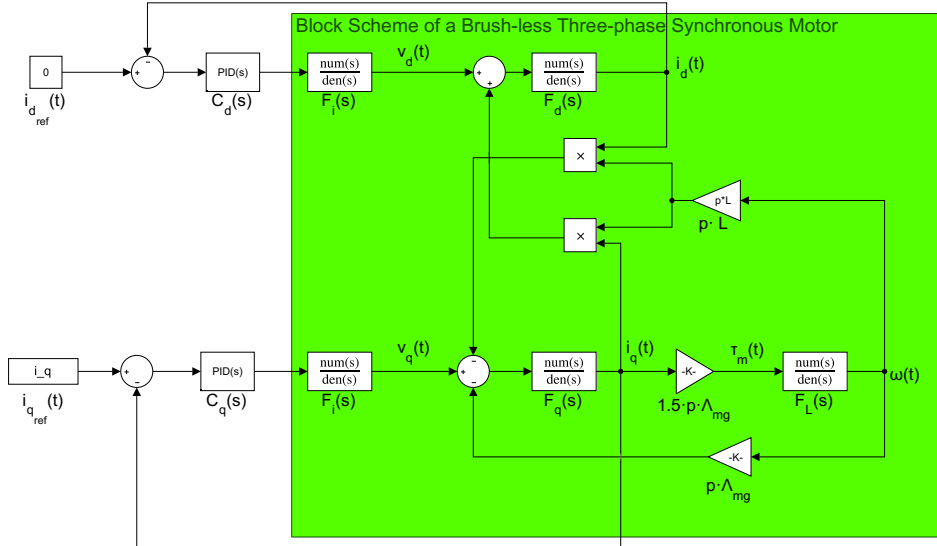 Block Scheme of a Brush-less Three-phase Synchronous Motor
0
i_d_ref (t)
+
−
PID(s)
C_d(s)
num(s)
den(s)
F_i(s)
v_d(t)
+
+
num(s)
den(s)
F_d(s)
i_d(t)
×
p*L
p· L
×
i_q
i_q_ref (t)
+
−
PID(s)
C_q(s)
num(s)
den(s)
F_i(s)
v_q(t)
+
−
−
num(s)
den(s)
F_q(s)
i_q(t)
-K-
1.5·p·Λ_mg
τ_m(t)
num(s)
den(s)
F_L(s)
ω(t)
-K-
p·Λ_mg